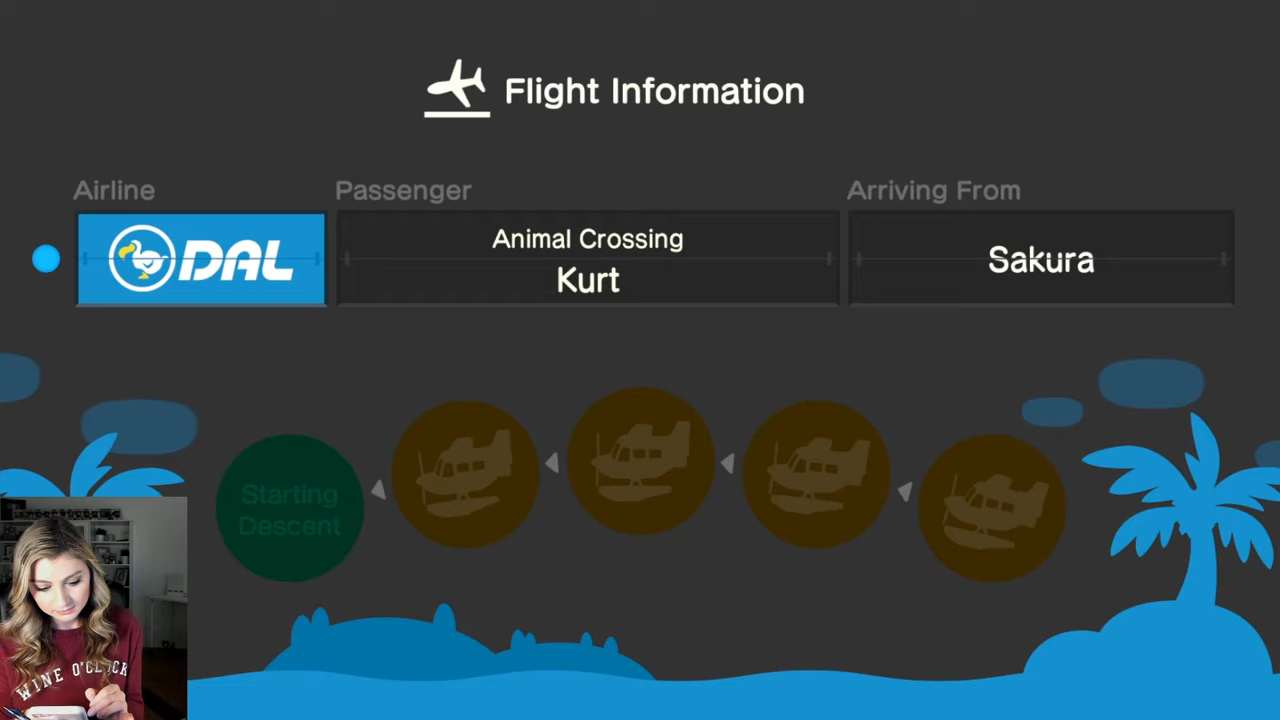 Flight Information
Airline
Passenger
Arriving From
DAL
Animal Crossing
Kurt
Sakura
Starting
Descent
WINE O'CLOCK